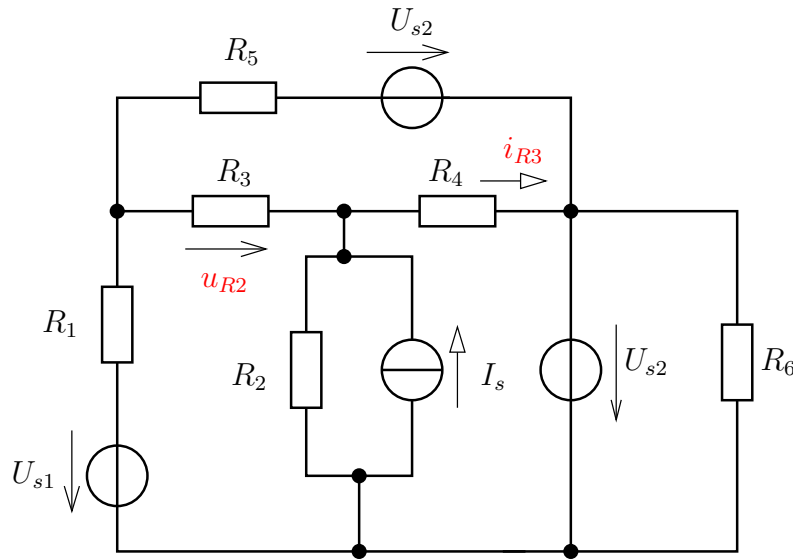 U_{s2}
R_5
i_{R3}
R_3
R_4
u_{R2}
R_1
R_2
I_s
U_{s2}
R_6
U_{s1}